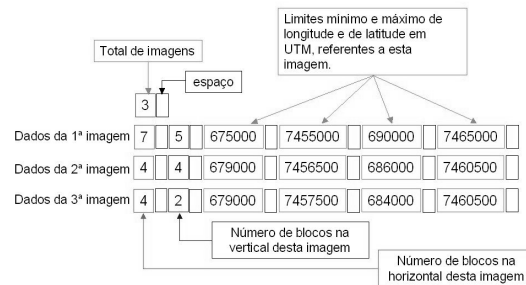 Limites mínimo e máximo de
longitude e de latitude em
UTM, referentes a esta
imagem.
Total de imagens
espaço
3
Dados da 1ª imagem 7 5 675000 7455000 690000 7465000
Dados da 2ª imagem 4 4 679000 7456500 686000 7460500
Dados da 3ª imagem 4 2 679000 7457500 684000 7460500
Número de blocos na
vertical desta imagem
Número de blocos na
horizontal desta imagem